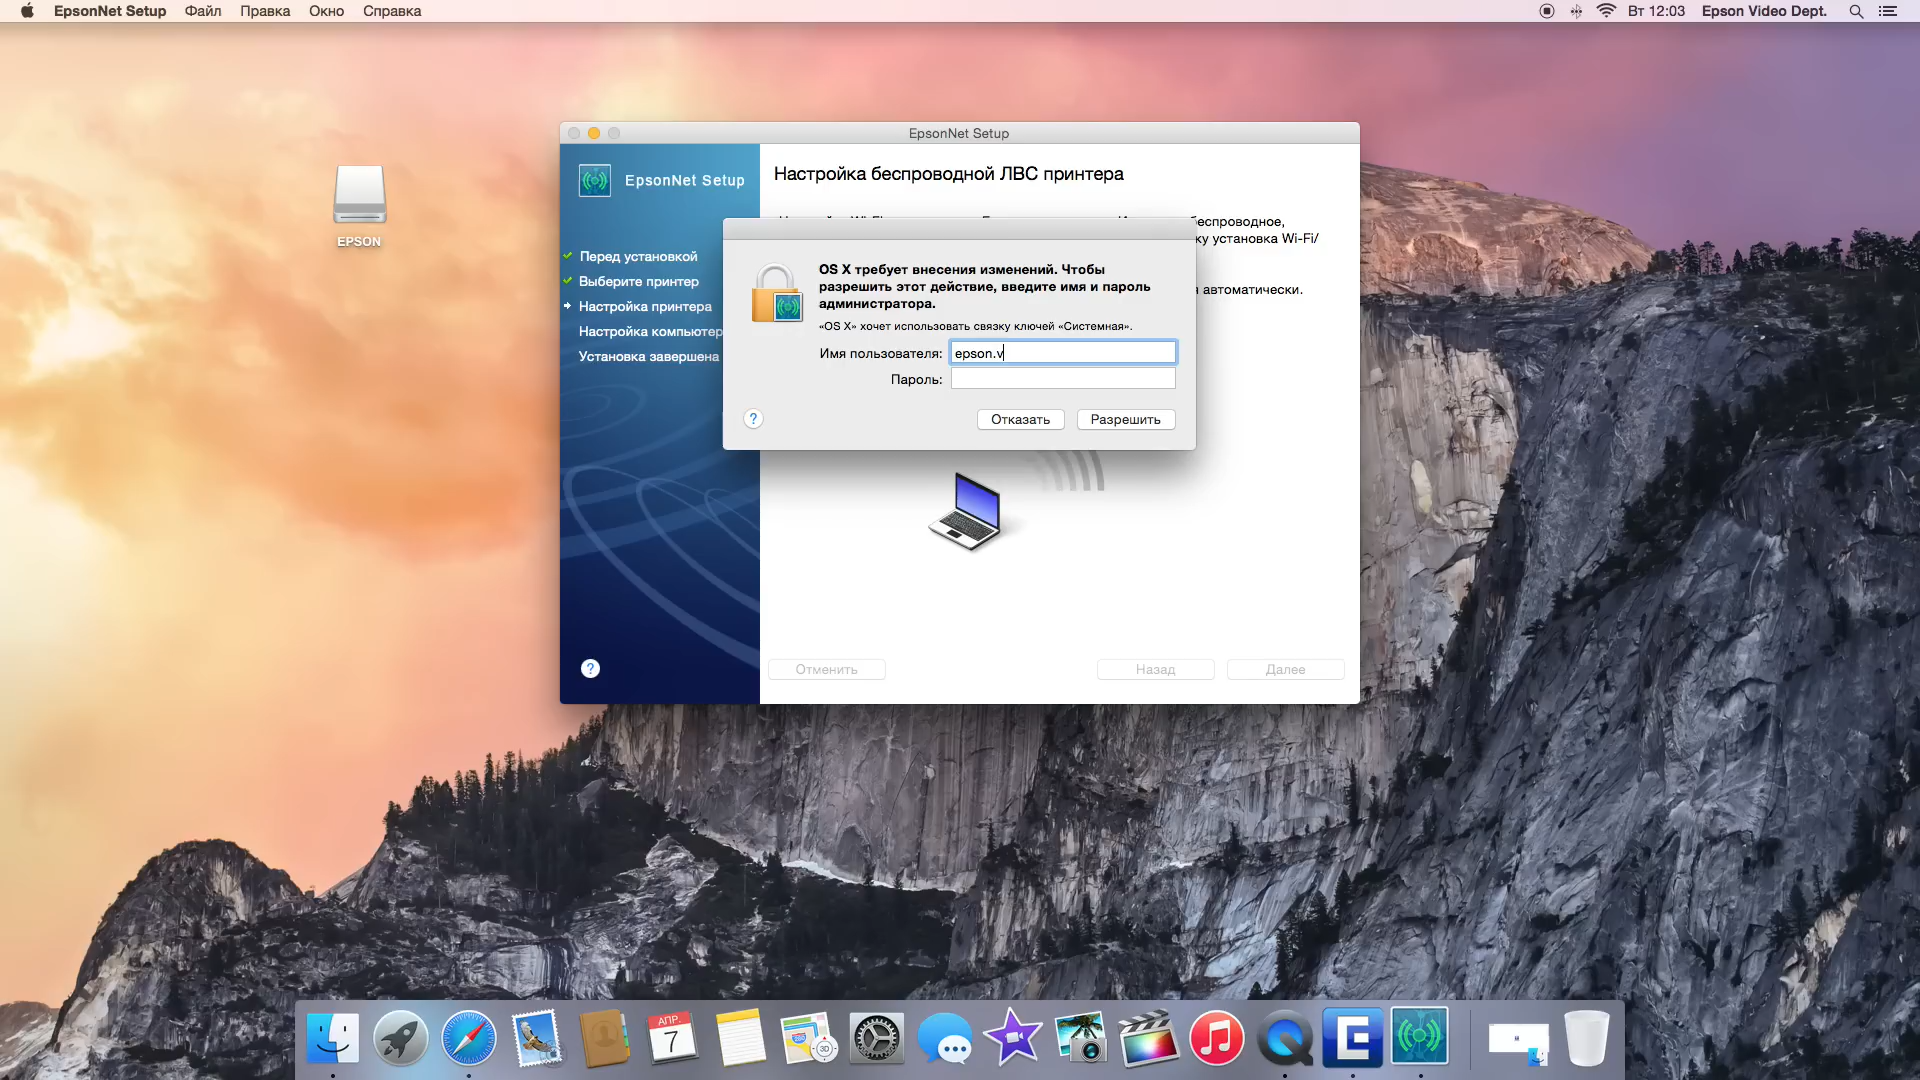 EpsonNet Setup Файл Правка Окно Справка
Вт 12:03 Epson Video Dept.
EPSON
EpsonNet Setup
EpsonNet Setup
Перед установкой
Выберите принтер
Настройка принтера
Настройка компьютер
Установка завершена
Настройка беспроводной ЛВС принтера
беспроводное,
ку установка Wi-Fi/
автоматически.
OS X требует внесения изменений. Чтобы
разрешить этот действие, введите имя и пароль
администратора.
«OS X» хочет использовать связку ключей «Системная».
Имя пользователя: epson.v
Пароль:
?
Отказать Разрешить
?
Отменить Назад Далее
АПР.
7
280
3D